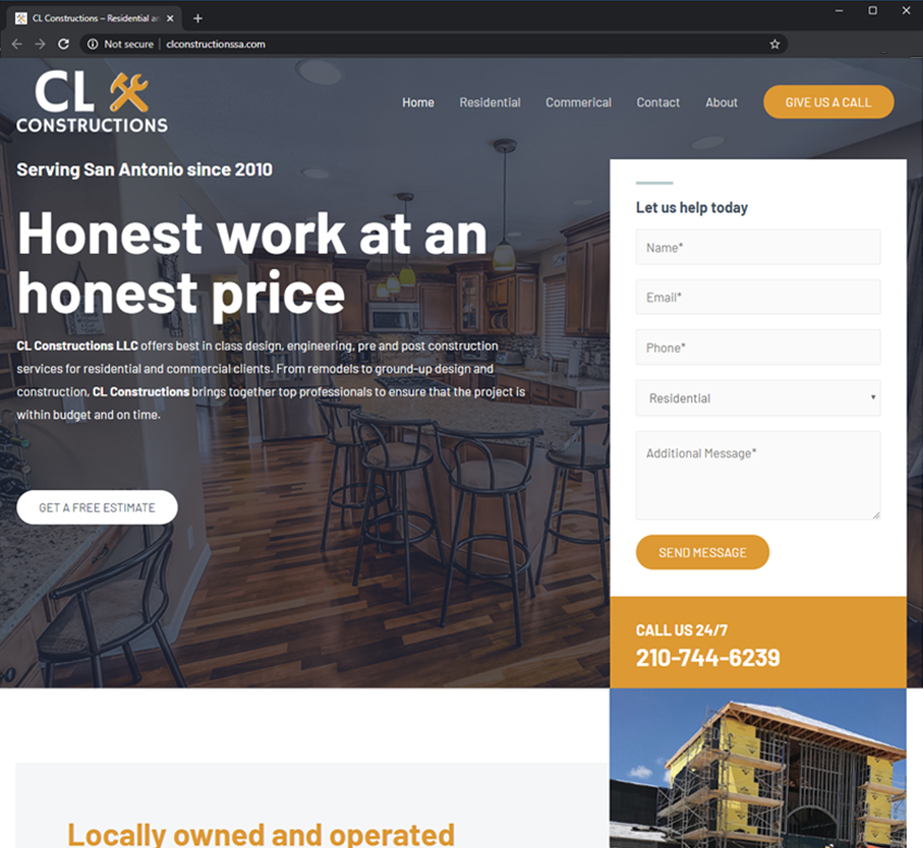 CL Constructions – Residential an
Not secure | clconstructionssa.com
CL
CONSTRUCTIONS
Home
Residential
Commerical
Contact
About
GIVE US A CALL
Serving San Antonio since 2010
Honest work at an
honest price
CL Constructions LLC offers best in class design, engineering, pre and post construction
services for residential and commercial clients. From remodels to ground-up design and
construction, CL Constructions brings together top professionals to ensure that the project is
within budget and on time.
GET A FREE ESTIMATE
Let us help today
Name*
Email*
Phone*
Residential
Additional Message*
SEND MESSAGE
CALL US 24/7
210-744-6239
Locally owned and operated